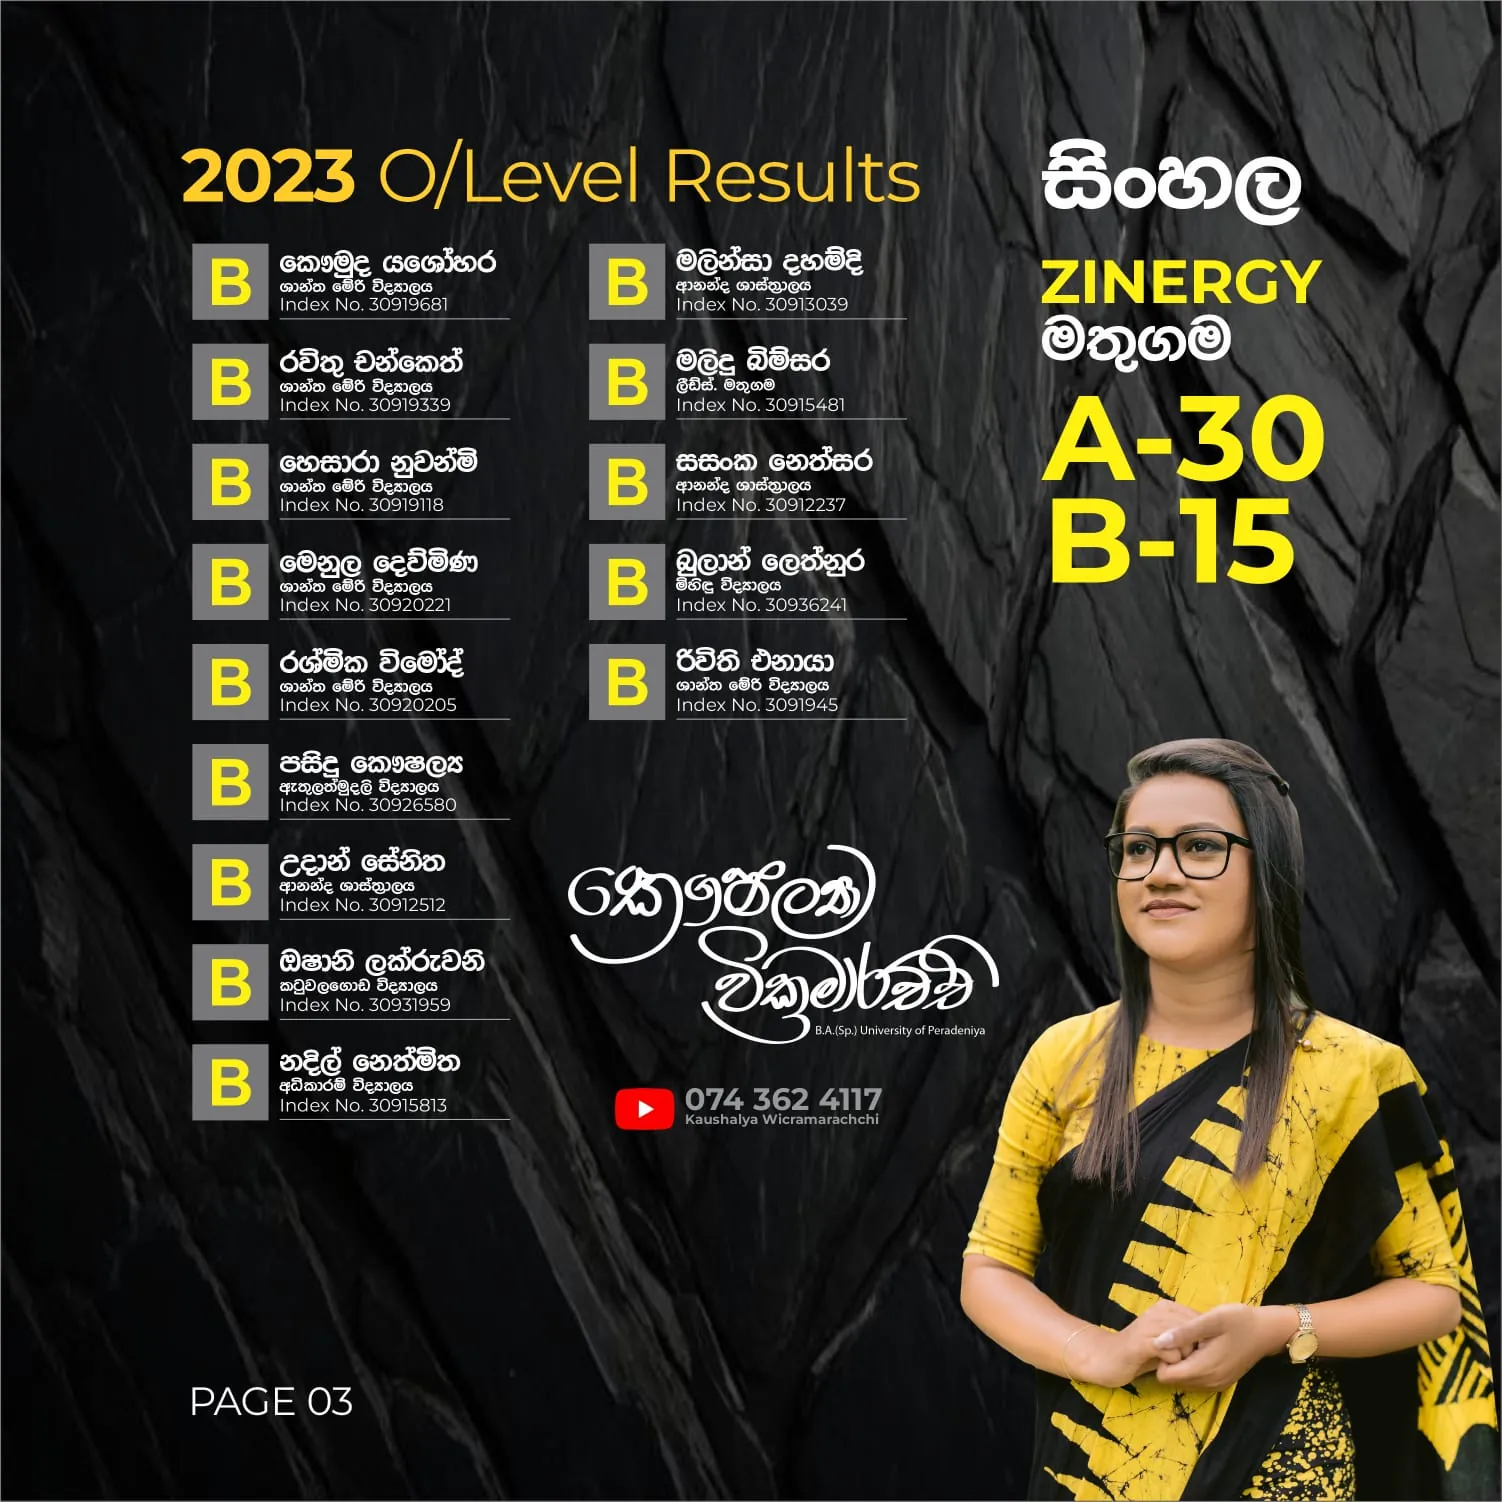 2023 O/Level Results
B
කෞමුද යශෝහර
ශාන්ත මේරි විද්‍යාලය
Index No. 30919681
B
රවිතු චන්කෙත්
ශාන්ත මේරි විද්‍යාලය
Index No. 30919339
B
හෙසාරා නුවන්මි
ශාන්ත මේරි විද්‍යාලය
Index No. 30919118
B
මෙනුල දෙව්මිණ
ශාන්ත මේරි විද්‍යාලය
Index No. 30920221
B
රශ්මික විමෝද්
ශාන්ත මේරි විද්‍යාලය
Index No. 30920205
B
පසිදු කෞෂල්‍ය
ඇතුලත්මුදලි විද්‍යාලය
Index No. 30926580
B
උදාන් සේනිත
ආනන්ද ශාස්ත්‍රාලය
Index No. 30912512
B
ඔෂානි ලක්රුවනි
කටුවලගොඩ විද්‍යාලය
Index No. 30931959
B
නදිල් නෙත්මිත
අධිකාරම් විද්‍යාලය
Index No. 30915813
B
මලින්සා දහම්දි
ආනන්ද ශාස්ත්‍රාලය
Index No. 30913039
B
මලිදු බිම්සර
ලීඩ්ස්. මතුගම
Index No. 30915481
B
සසංක නෙත්සර
ආනන්ද ශාස්ත්‍රාලය
Index No. 30912237
B
බුලාන් ලෙත්නුර
මිහිඳු විද්‍යාලය
Index No. 30936241
B
රිවිති එනායා
ශාන්ත මේරි විද්‍යාලය
Index No. 3091945
සිංහල
ZINERGY
මතුගම
A-30
B-15
කෞෂල්‍යා
වික්‍රමාරච්චි
B.A.(Sp.) University of Peradeniya
074 362 4117
Kaushalya Wicramarachchi
PAGE 03